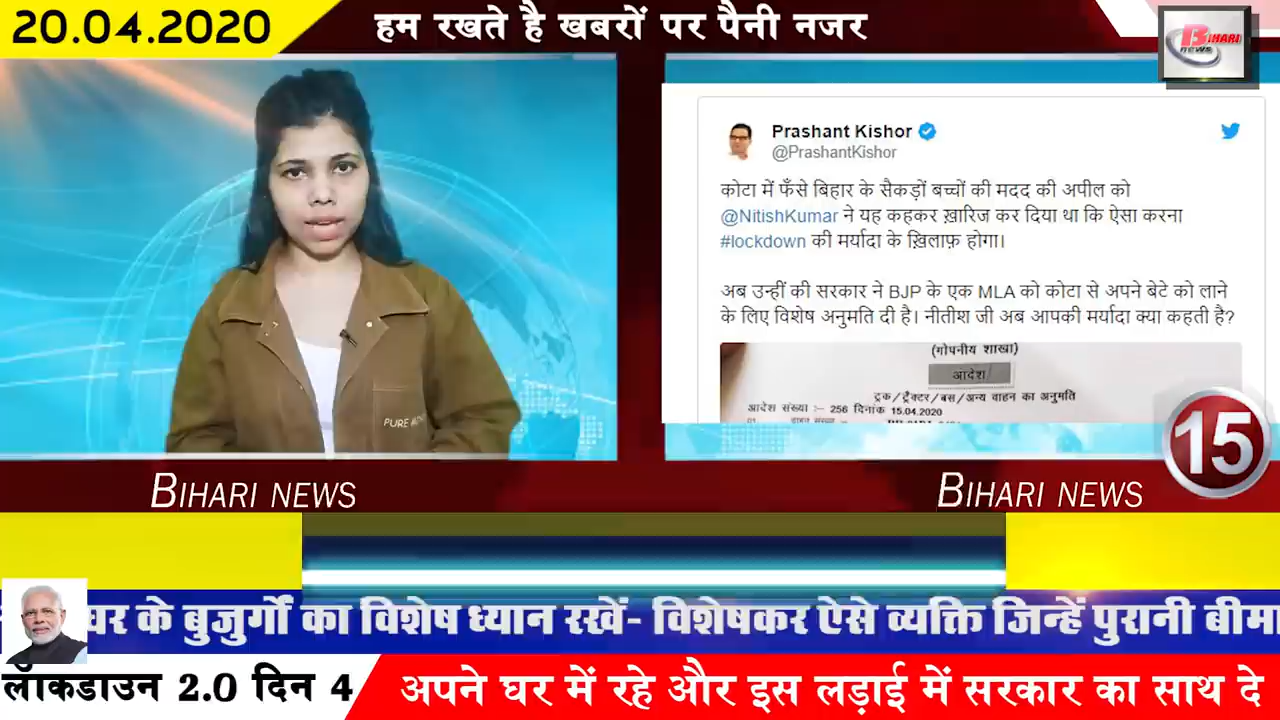 20.04.2020
हम रखते है खबरों पर पैनी नजर
BIHARI
NEWS
Prashant Kishor
@PrashantKishor
कोटा में फँसे बिहार के सैकड़ों बच्चों की मदद की अपील को
@NitishKumar ने यह कहकर ख़ारिज कर दिया था कि ऐसा करना
#lockdown की मर्यादा के ख़िलाफ़ होगा।
अब उन्हीं की सरकार ने BJP के एक MLA को कोटा से अपने बेटे को लाने
के लिए विशेष अनुमति दी है। नीतीश जी अब आपकी मर्यादा क्या कहती है?
(गोपनीय शाखा)
आदेश
ट्रक/ट्रैक्टर/बस/अन्य वाहन का अनुमति
आदेश संख्या :- 256 दिनांक 15.04.2020
PURE
15
BIHARI NEWS
BIHARI NEWS
घर के बुजुर्गों का विशेष ध्यान रखें- विशेषकर ऐसे व्यक्ति जिन्हें पुरानी बीमा
लॉकडाउन 2.0 दिन 4
अपने घर में रहे और इस लड़ाई में सरकार का साथ दे